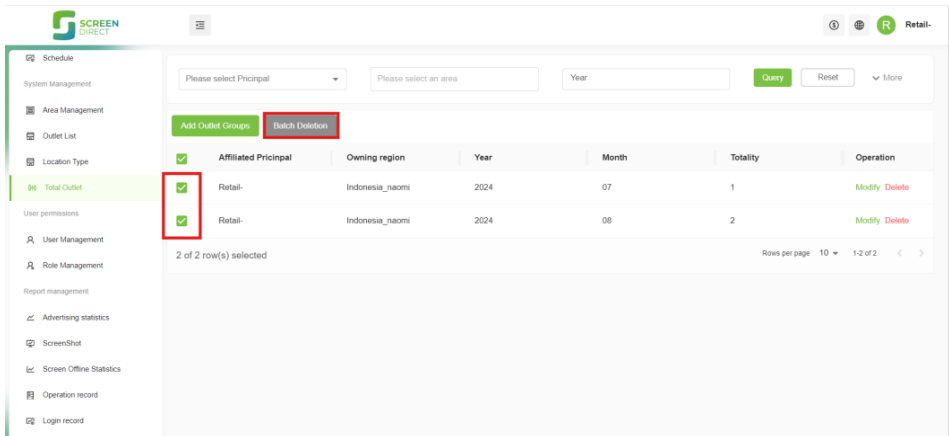 SCREEN
DIRECT
R Retail-
Schedule
System Management
Area Management
Outlet List
Location Type
Total Outlet
User permissions
User Management
Role Management
Report management
Advertising statistics
ScreenShot
Screen Offline Statistics
Operation record
Login record
Please select Pricinpal
Please select an area
Year
Query
Reset
More
Add Outlet Groups
Batch Deletion
Affiliated Pricinpal Owning region Year Month Totality Operation
Retail- Indonesia_naomi 2024 07 1 Modify Delete
Retail- Indonesia_naomi 2024 08 2 Modify Delete
2 of 2 row(s) selected
Rows per page 10 1-2 of 2